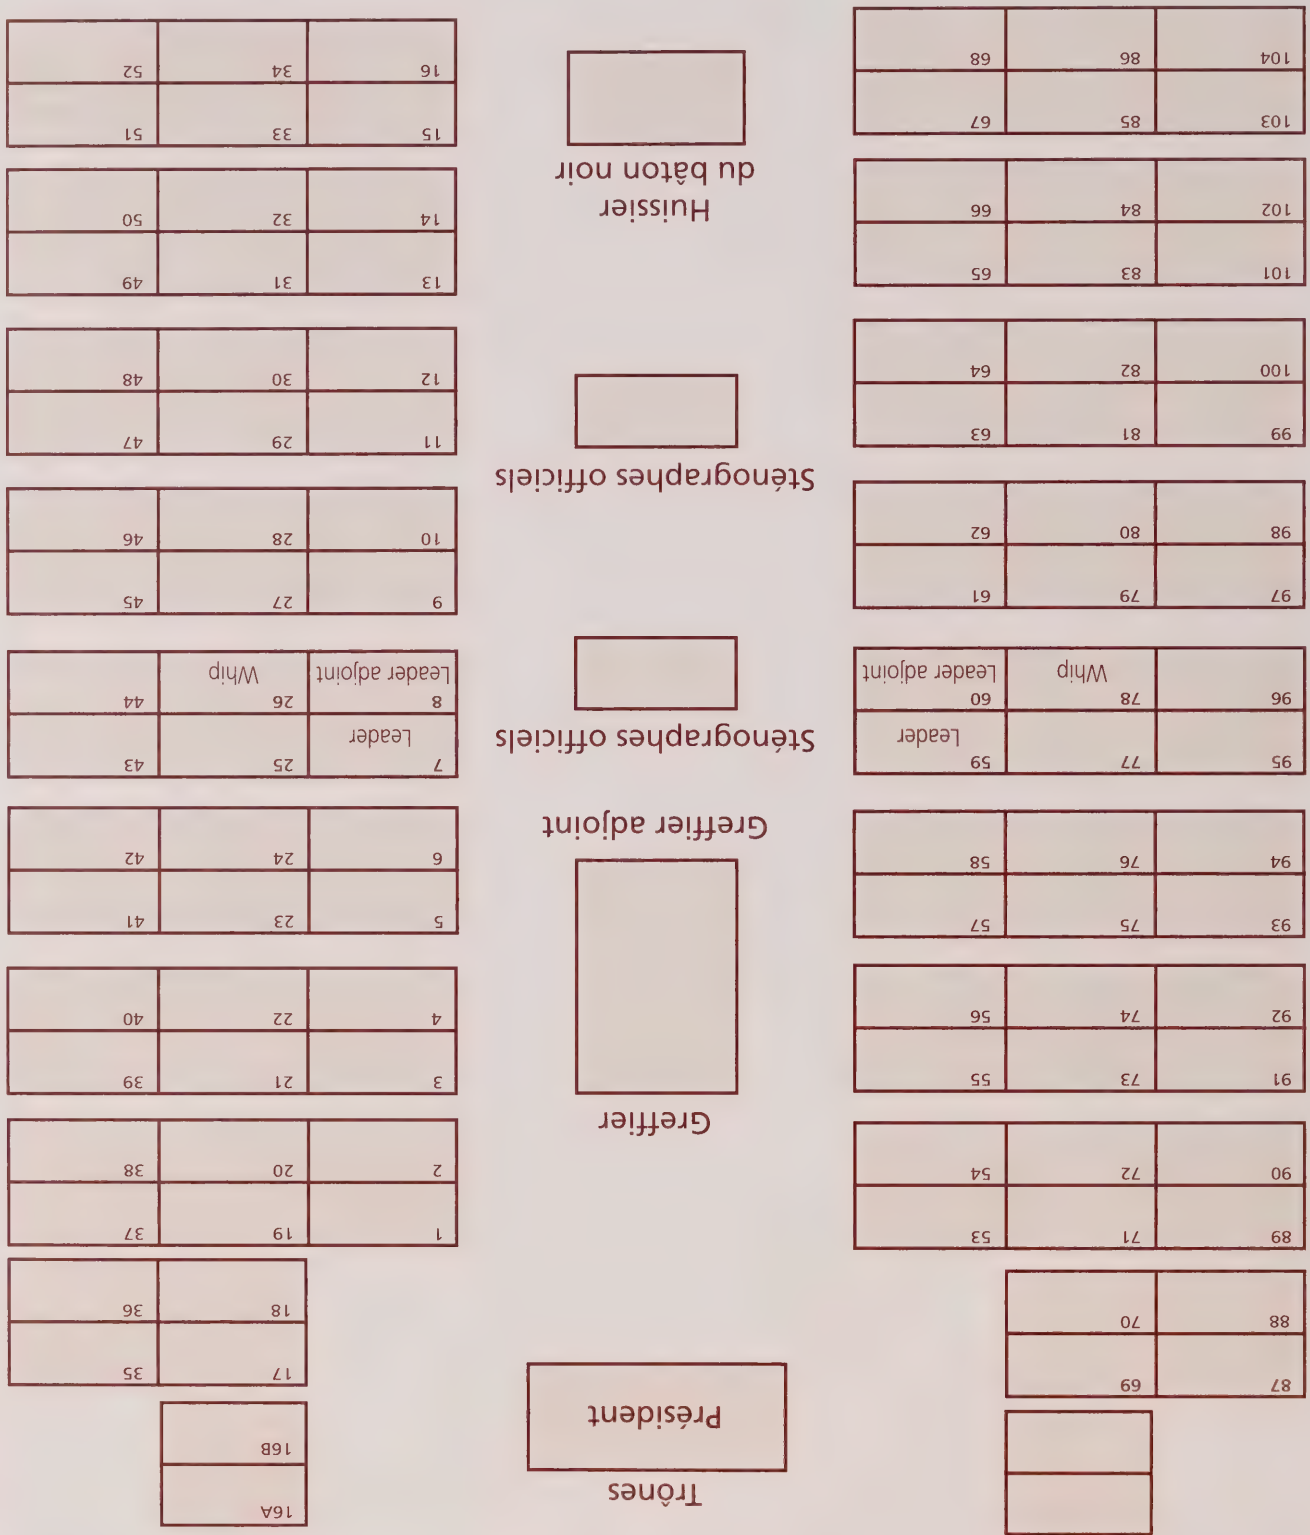 Trônes
16A
16B
Président
87 69 17 35
88 70 18 36
89 71 53 1 19 37
90 72 54 2 20 38
Greffier
91 73 55 3 21 39
92 74 56 4 22 40
93 75 57 5 23 41
94 76 58 6 24 42
Greffier adjoint
95 77 59 7 25 43
Leader Leader
Sténographes officiels
96 78 60 8 26 44
Whip Leader adjoint Leader adjoint Whip
97 79 61 9 27 45
98 80 62 10 28 46
Sténographes officiels
99 81 63 11 29 47
100 82 64 12 30 48
101 83 65 13 31 49
102 84 66 14 32 50
Huissier
du bâton noir
103 85 67 15 33 51
104 86 68 16 34 52